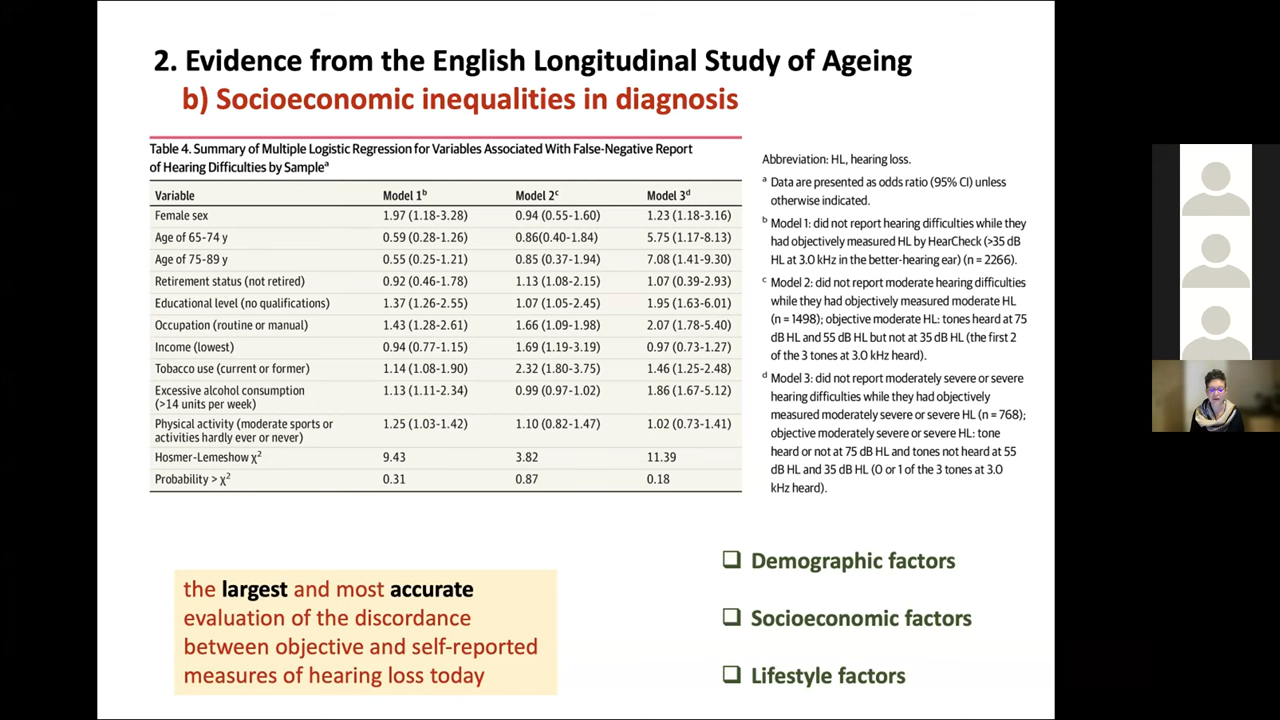 2. Evidence from the English Longitudinal Study of Ageing
b) Socioeconomic inequalities in diagnosis
Table 4. Summary of Multiple Logistic Regression for Variables Associated With False-Negative Report
of Hearing Difficulties by Sampleᵃ
Variable Model 1ᵇ Model 2ᶜ Model 3ᵈ
Female sex 1.97 (1.18-3.28) 0.94 (0.55-1.60) 1.23 (1.18-3.16)
Age of 65-74 y 0.59 (0.28-1.26) 0.86(0.40-1.84) 5.75 (1.17-8.13)
Age of 75-89 y 0.55 (0.25-1.21) 0.85 (0.37-1.94) 7.08 (1.41-9.30)
Retirement status (not retired) 0.92 (0.46-1.78) 1.13 (1.08-2.15) 1.07 (0.39-2.93)
Educational level (no qualifications) 1.37 (1.26-2.55) 1.07 (1.05-2.45) 1.95 (1.63-6.01)
Occupation (routine or manual) 1.43 (1.28-2.61) 1.66 (1.09-1.98) 2.07 (1.78-5.40)
Income (lowest) 0.94 (0.77-1.15) 1.69 (1.19-3.19) 0.97 (0.73-1.27)
Tobacco use (current or former) 1.14 (1.08-1.90) 2.32 (1.80-3.75) 1.46 (1.25-2.48)
Excessive alcohol consumption 1.13 (1.11-2.34) 0.99 (0.97-1.02) 1.86 (1.67-5.12)
(>14 units per week)
Physical activity (moderate sports or 1.25 (1.03-1.42) 1.10 (0.82-1.47) 1.02 (0.73-1.41)
activities hardly ever or never)
Hosmer-Lemeshow χ² 9.43 3.82 11.39
Probability > χ² 0.31 0.87 0.18
Abbreviation: HL, hearing loss.
ᵃ Data are presented as odds ratio (95% CI) unless
otherwise indicated.
ᵇ Model 1: did not report hearing difficulties while they
had objectively measured HL by HearCheck (>35 dB
HL at 3.0 kHz in the better-hearing ear) (n = 2266).
ᶜ Model 2: did not report moderate hearing difficulties
while they had objectively measured moderate HL
(n = 1498); objective moderate HL: tones heard at 75
dB HL and 55 dB HL but not at 35 dB HL (the first 2
of the 3 tones at 3.0 kHz heard).
ᵈ Model 3: did not report moderately severe or severe
hearing difficulties while they had objectively
measured moderately severe or severe HL (n = 768);
objective moderately severe or severe HL: tone
heard or not at 75 dB HL and tones not heard at 55
dB HL and 35 dB HL (0 or 1 of the 3 tones at 3.0
kHz heard).
the largest and most accurate
evaluation of the discordance
between objective and self-reported
measures of hearing loss today
❑ Demographic factors
❑ Socioeconomic factors
❑ Lifestyle factors